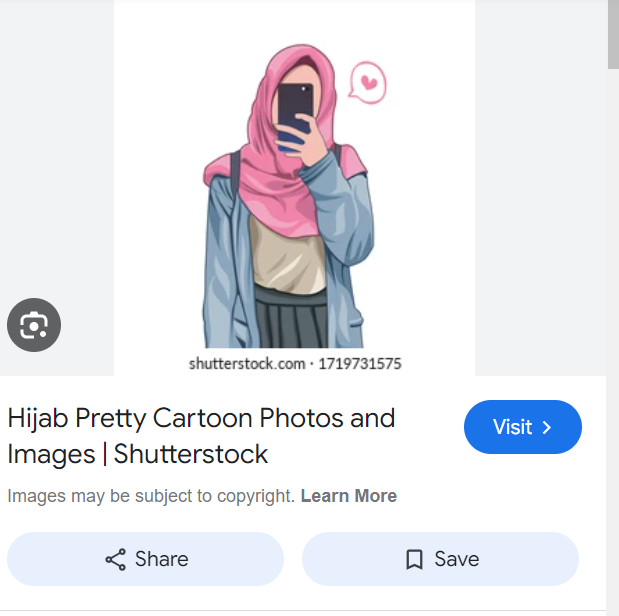 shutterstock.com · 1719731575
Hijab Pretty Cartoon Photos and
Images | Shutterstock
Visit
Images may be subject to copyright. Learn More
Share
Save